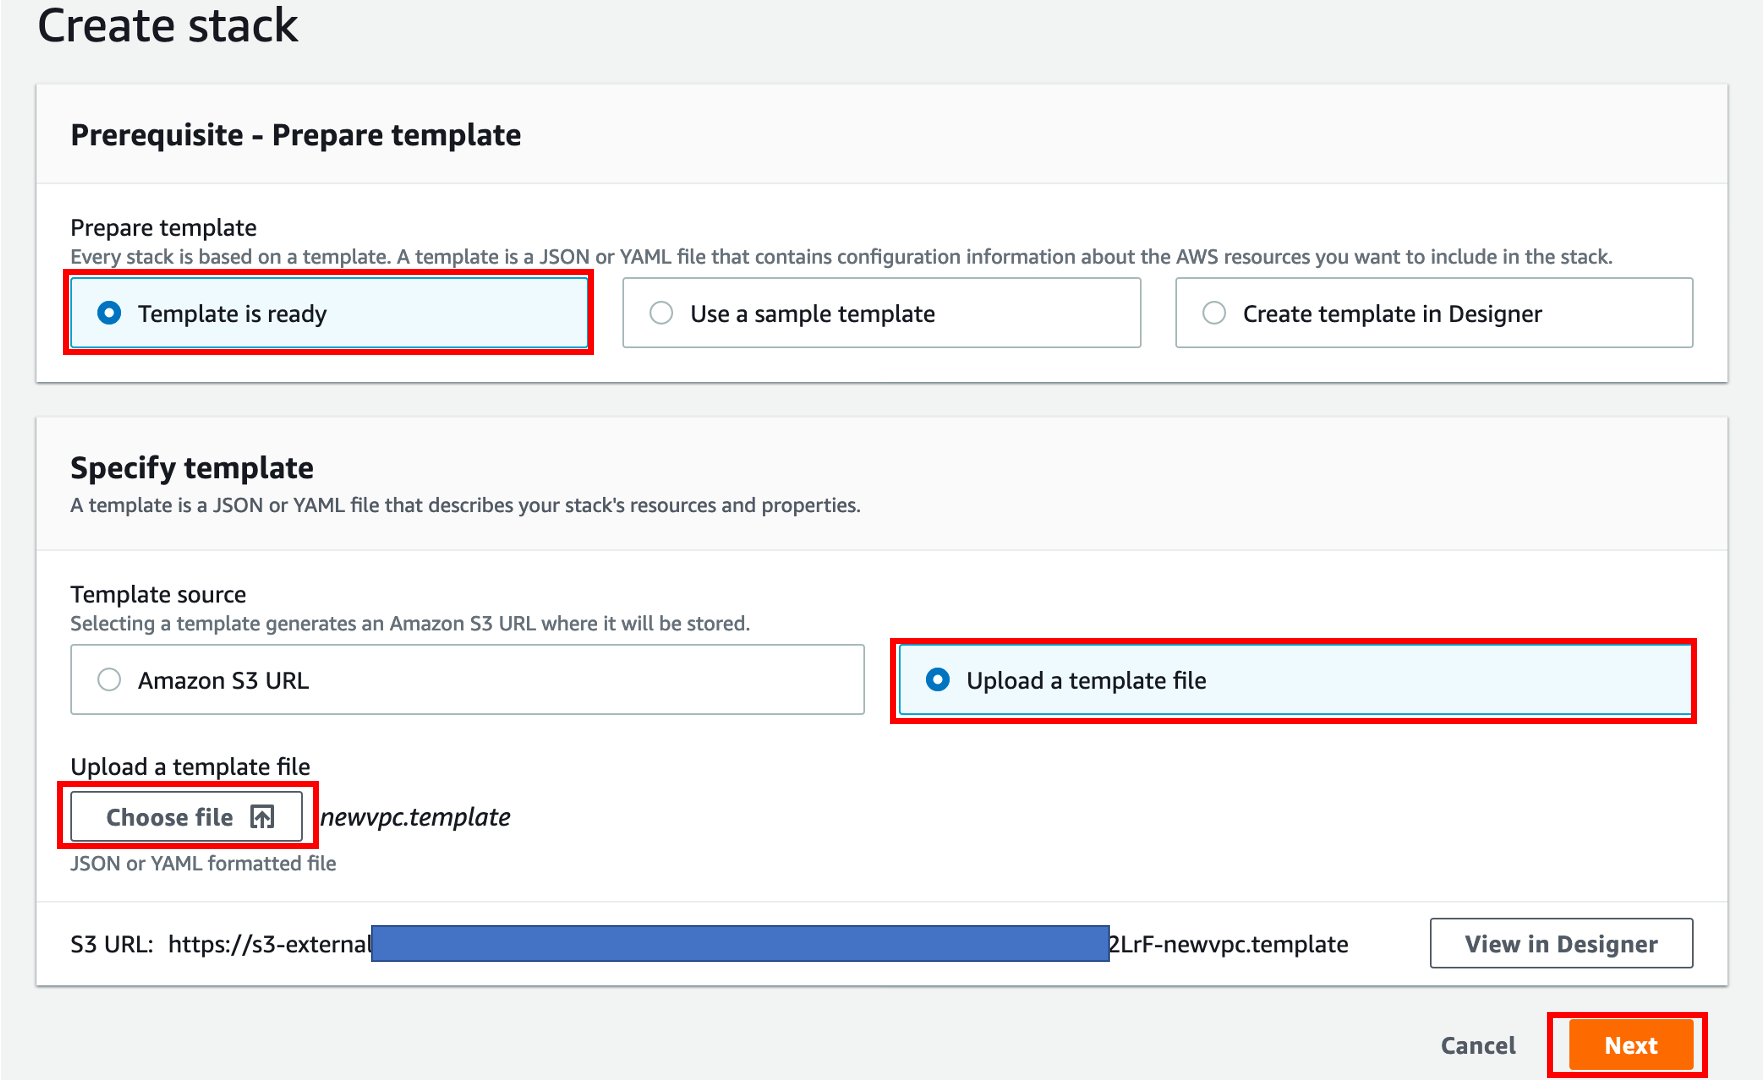 Create stack
Prerequisite - Prepare template
Prepare template
Every stack is based on a template. A template is a JSON or YAML file that contains configuration information about the AWS resources you want to include in the stack.
Template is ready
Use a sample template
Create template in Designer
Specify template
A template is a JSON or YAML file that describes your stack's resources and properties.
Template source
Selecting a template generates an Amazon S3 URL where it will be stored.
Amazon S3 URL
Upload a template file
Upload a template file
Choose file newvpc.template
JSON or YAML formatted file
S3 URL: https://s3-external 2LrF-newvpc.template View in Designer
Cancel Next